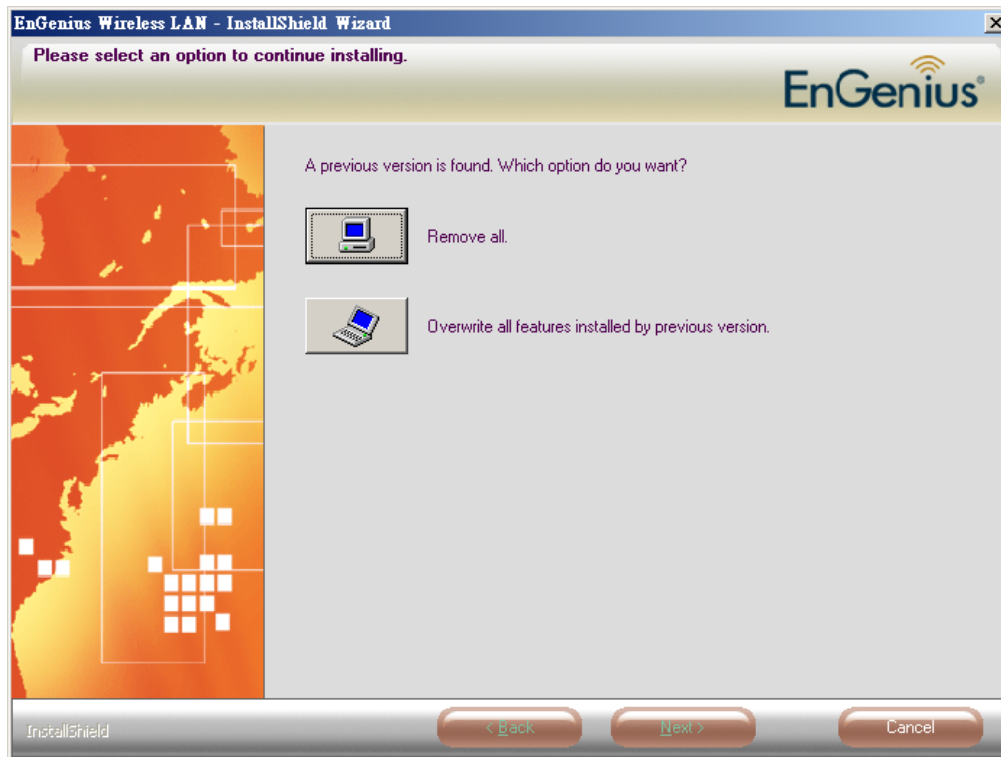 EnGenius Wireless LAN - InstallShield Wizard
Please select an option to continue installing.
EnGenius®
A previous version is found. Which option do you want?
Remove all.
Overwrite all features installed by previous version.
InstallShield
< Back
Next >
Cancel